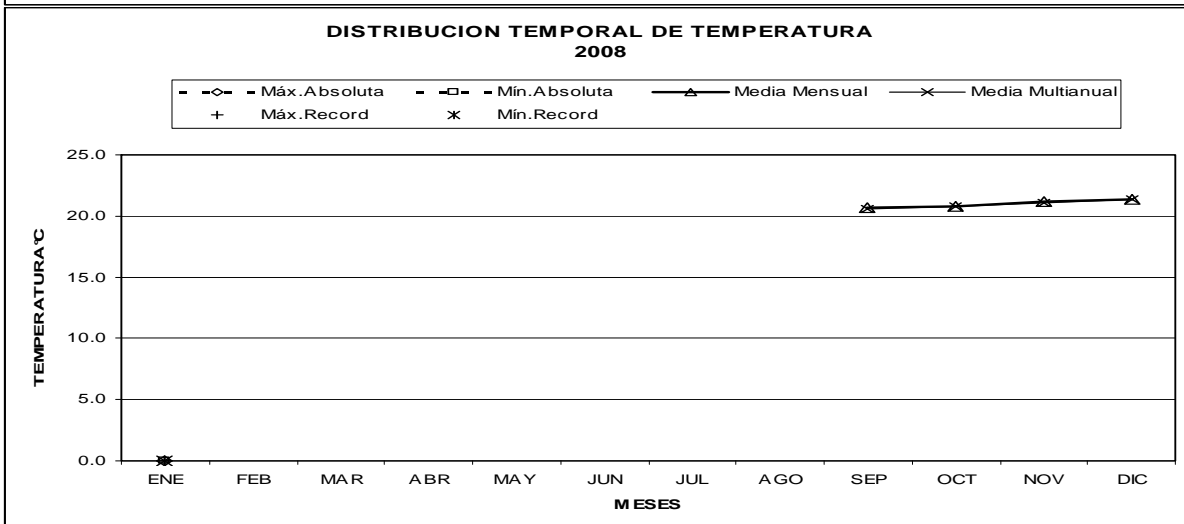 DISTRIBUCION TEMPORAL DE TEMPERATURA
2008
Máx.Absoluta Mín.Absoluta Media Mensual Media Multianual
Máx.Record Mín.Record
TEMPERATURA°C
25.0
20.0
15.0
10.0
5.0
0.0
ENE FEB MAR ABR MAY JUN JUL AGO SEP OCT NOV DIC
MESES